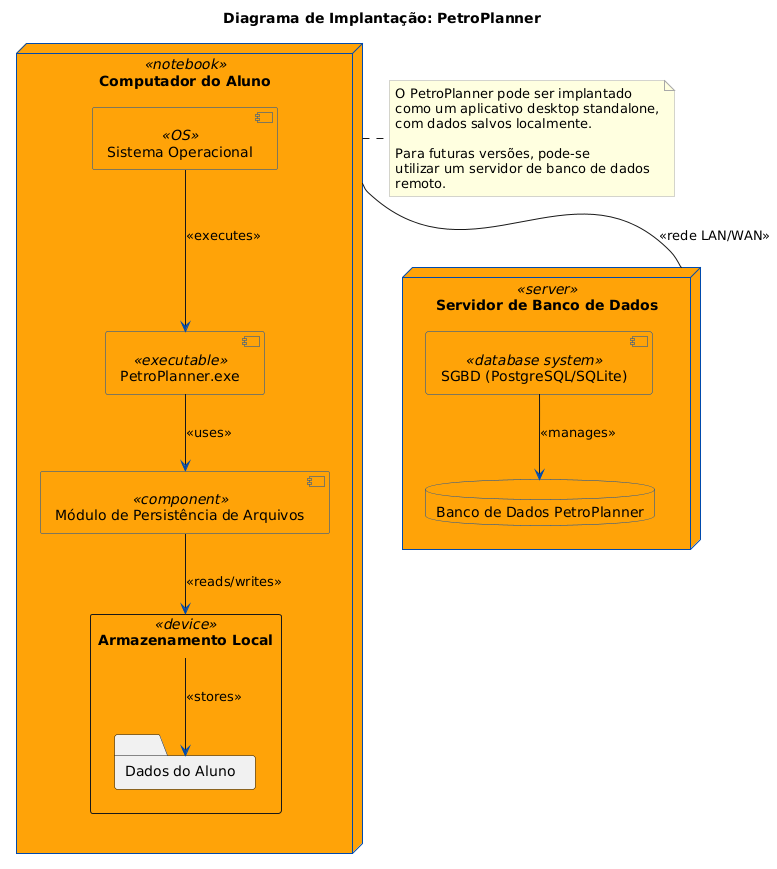 Diagrama de Implantação: PetroPlanner
«notebook»
Computador do Aluno
«OS»
Sistema Operacional
«executes»
«executable»
PetroPlanner.exe
«uses»
«component»
Módulo de Persistência de Arquivos
«reads/writes»
«device»
Armazenamento Local
«stores»
Dados do Aluno
O PetroPlanner pode ser implantado
como um aplicativo desktop standalone,
com dados salvos localmente.
Para futuras versões, pode-se
utilizar um servidor de banco de dados
remoto.
«rede LAN/WAN»
«server»
Servidor de Banco de Dados
«database system»
SGBD (PostgreSQL/SQLite)
«manages»
Banco de Dados PetroPlanner